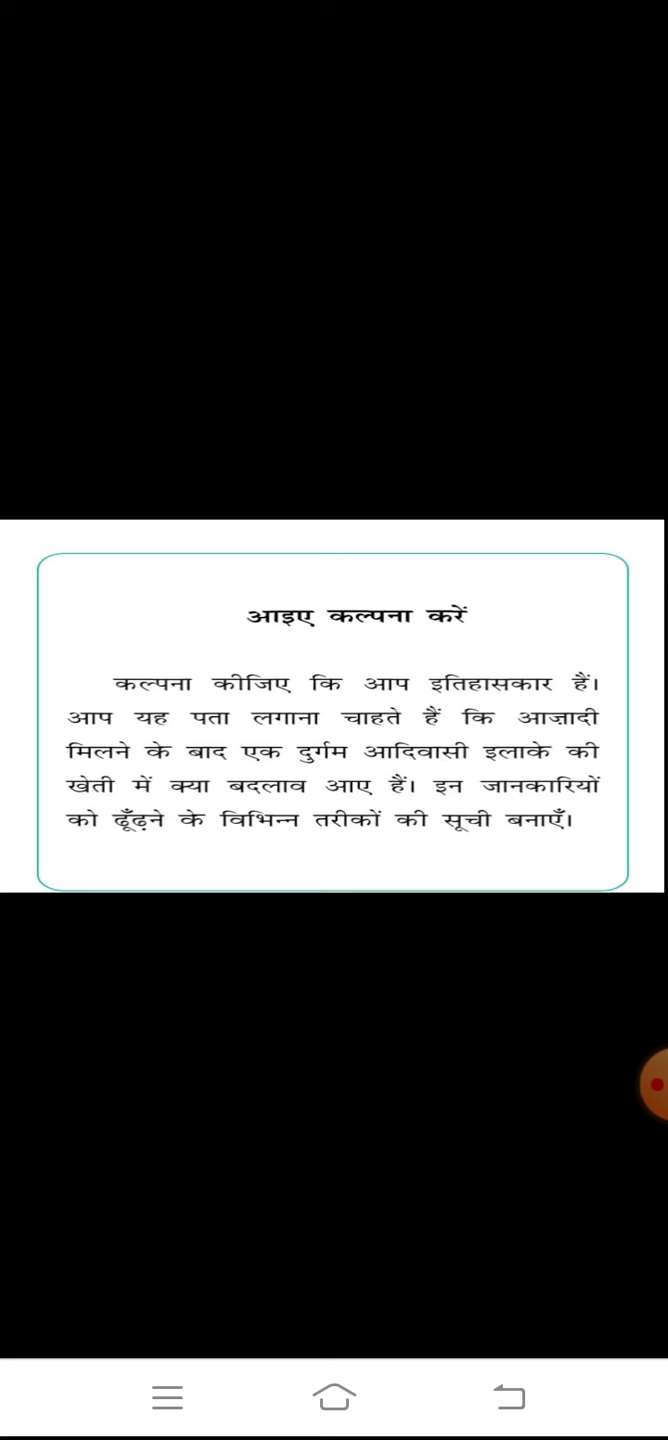 आइए कल्पना करें
कल्पना कीजिए कि आप इतिहासकार हैं।
आप यह पता लगाना चाहते हैं कि आज़ादी
मिलने के बाद एक दुर्गम आदिवासी इलाके की
खेती में क्या बदलाव आए हैं। इन जानकारियों
को ढूँढ़ने के विभिन्न तरीकों की सूची बनाएँ।